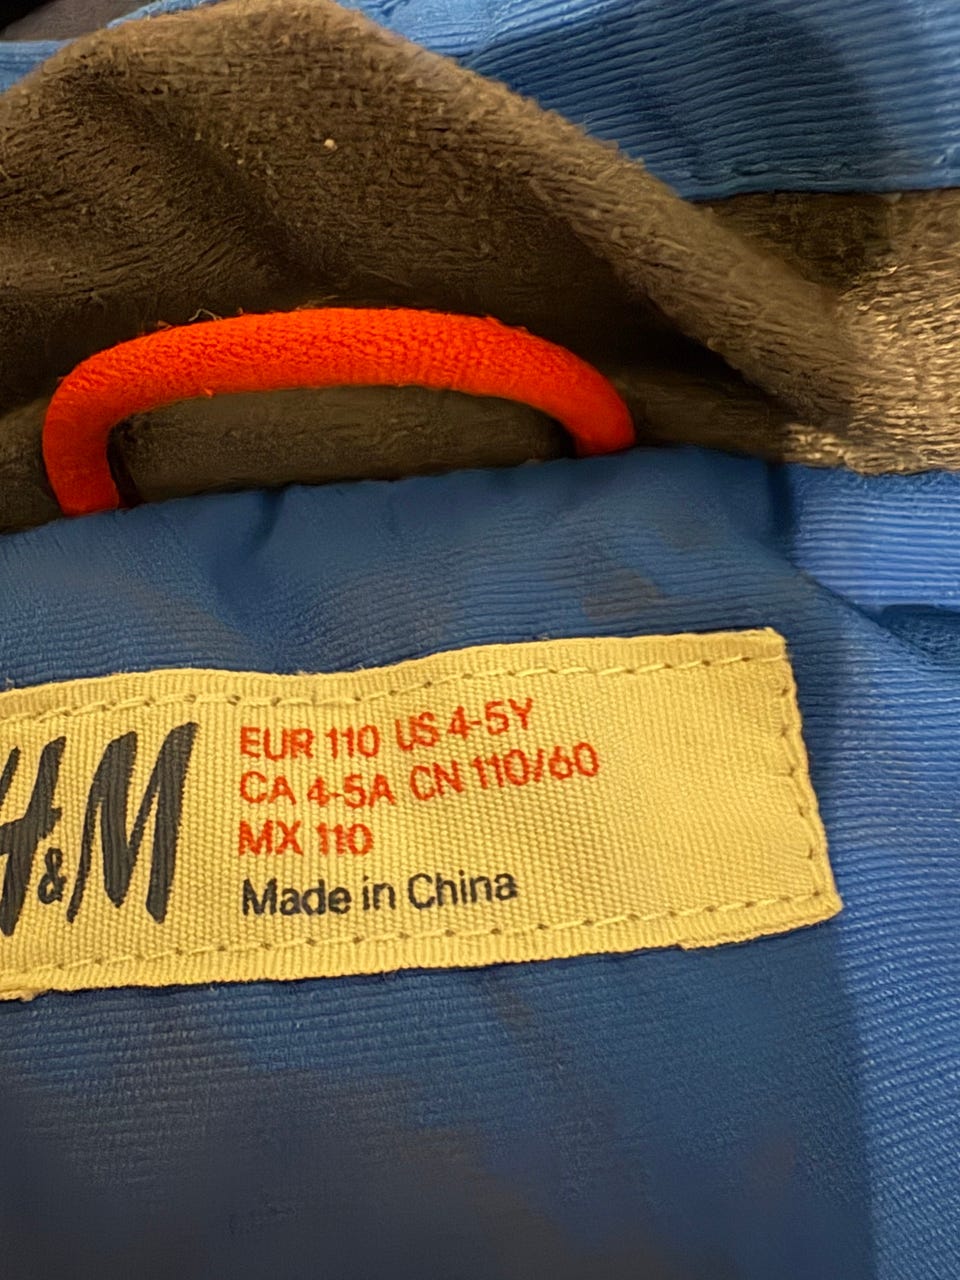 H&M
EUR 110 US 4-5Y
CA 4-5A CN 110/60
MX 110
Made in China